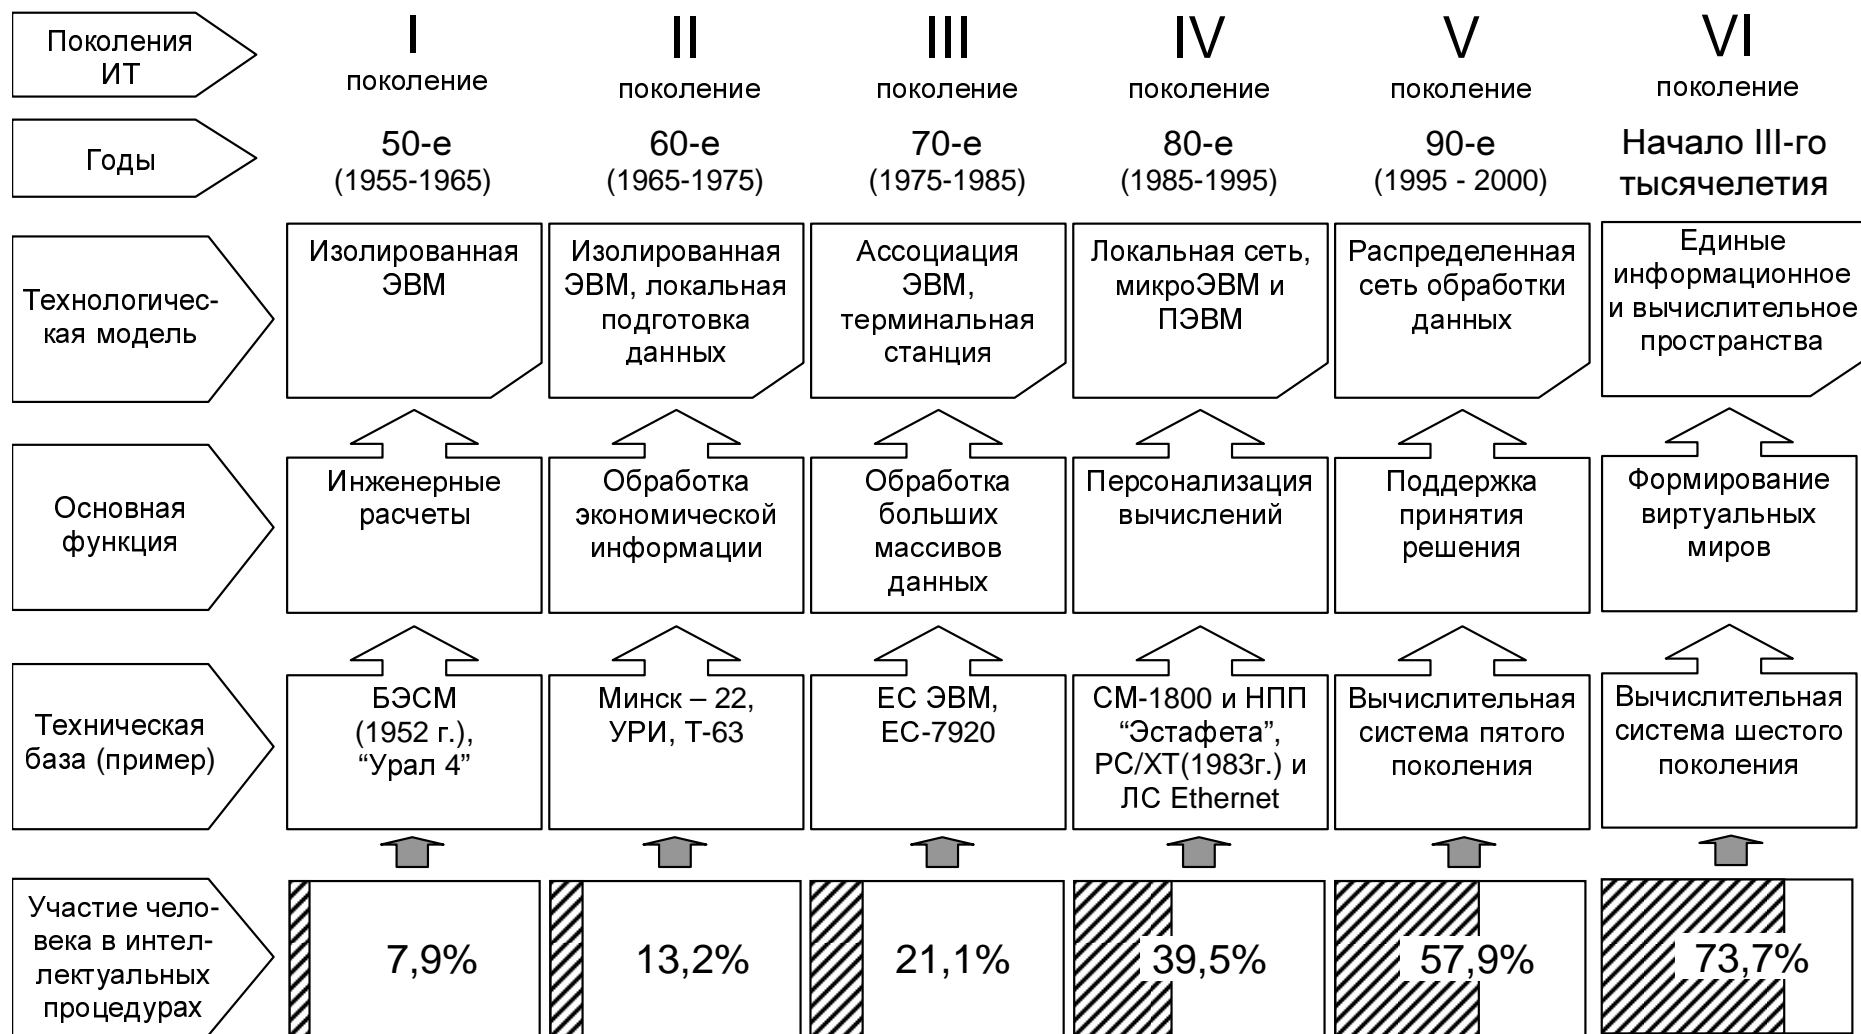 Поколения
ИТ
I
поколение
II
поколение
III
поколение
IV
поколение
V
поколение
VI
поколение
Годы
50-е
(1955-1965)
60-е
(1965-1975)
70-е
(1975-1985)
80-е
(1985-1995)
90-е
(1995 - 2000)
Начало III-го
тысячелетия
Технологичес-
кая модель
Изолированная
ЭВМ
Изолированная
ЭВМ, локальная
подготовка
данных
Ассоциация
ЭВМ,
терминальная
станция
Локальная сеть,
микроЭВМ и
ПЭВМ
Распределенная
сеть обработки
данных
Единые
информационное
и вычислительное
пространства
Основная
функция
Инженерные
расчеты
Обработка
экономической
информации
Обработка
больших
массивов
данных
Персонализация
вычислений
Поддержка
принятия
решения
Формирование
виртуальных
миров
Техническая
база (пример)
БЭСМ
(1952 г.),
“Урал 4”
Минск – 22,
УРИ, Т-63
ЕС ЭВМ,
ЕС-7920
СМ-1800 и НПП
“Эстафета”,
PC/XT(1983г.) и
ЛС Ethernet
Вычислительная
система пятого
поколения
Вычислительная
система шестого
поколения
Участие чело-
века в интел-
лектуальных
процедурах
7,9%
13,2%
21,1%
39,5%
57,9%
73,7%